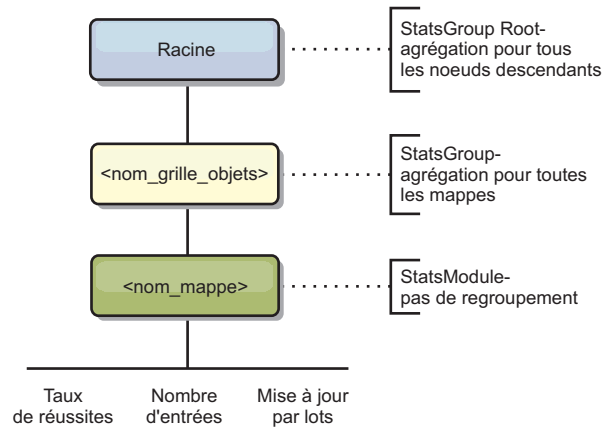 Racine
StatsGroup Root-
agrégation pour tous
les noeuds descendants
<nom_grille_objets>
StatsGroup-
agrégation pour toutes
les mappes
<nom_mappe>
StatsModule-
pas de regroupement
Taux
de réussites
Nombre
d'entrées
Mise à jour
par lots